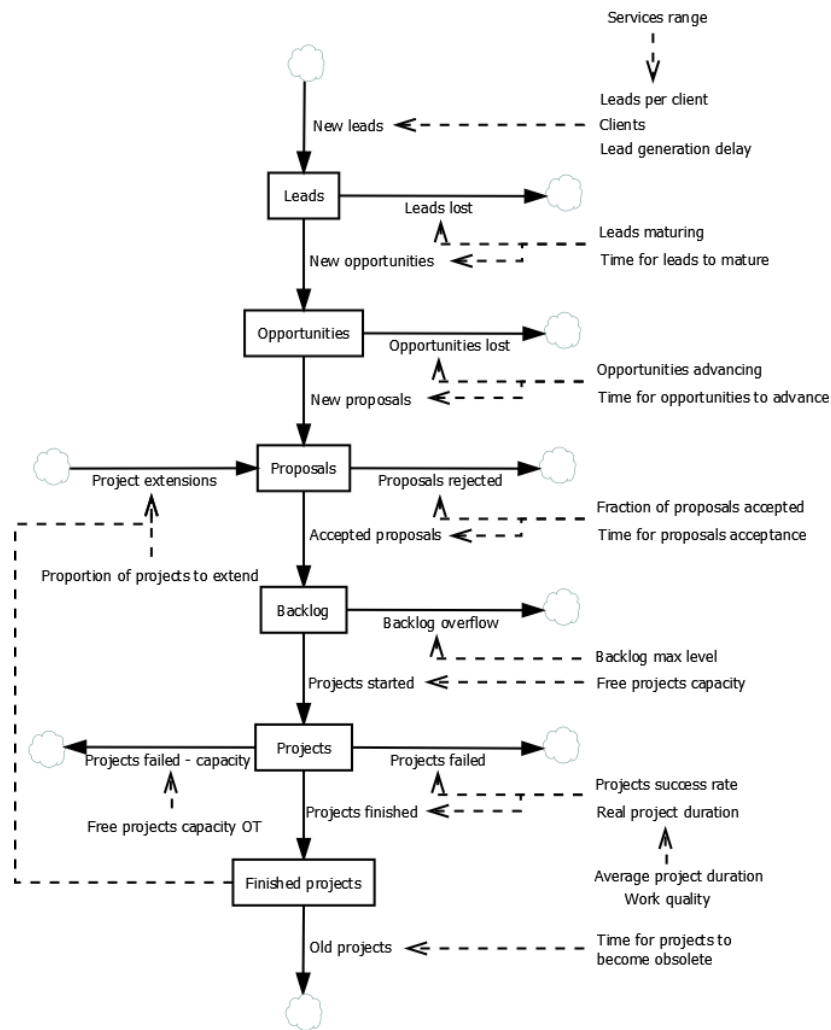 Services range
Leads per client
New leads
Clients
Lead generation delay
Leads
Leads lost
Leads maturing
New opportunities
Time for leads to mature
Opportunities
Opportunities lost
Opportunities advancing
New proposals
Time for opportunities to advance
Proposals
Project extensions
Proposals rejected
Fraction of proposals accepted
Accepted proposals
Time for proposals acceptance
Proportion of projects to extend
Backlog
Backlog overflow
Backlog max level
Projects started
Free projects capacity
Projects
Projects failed - capacity
Projects failed
Projects success rate
Projects finished
Real project duration
Free projects capacity OT
Average project duration
Work quality
Finished projects
Old projects
Time for projects to
become obsolete